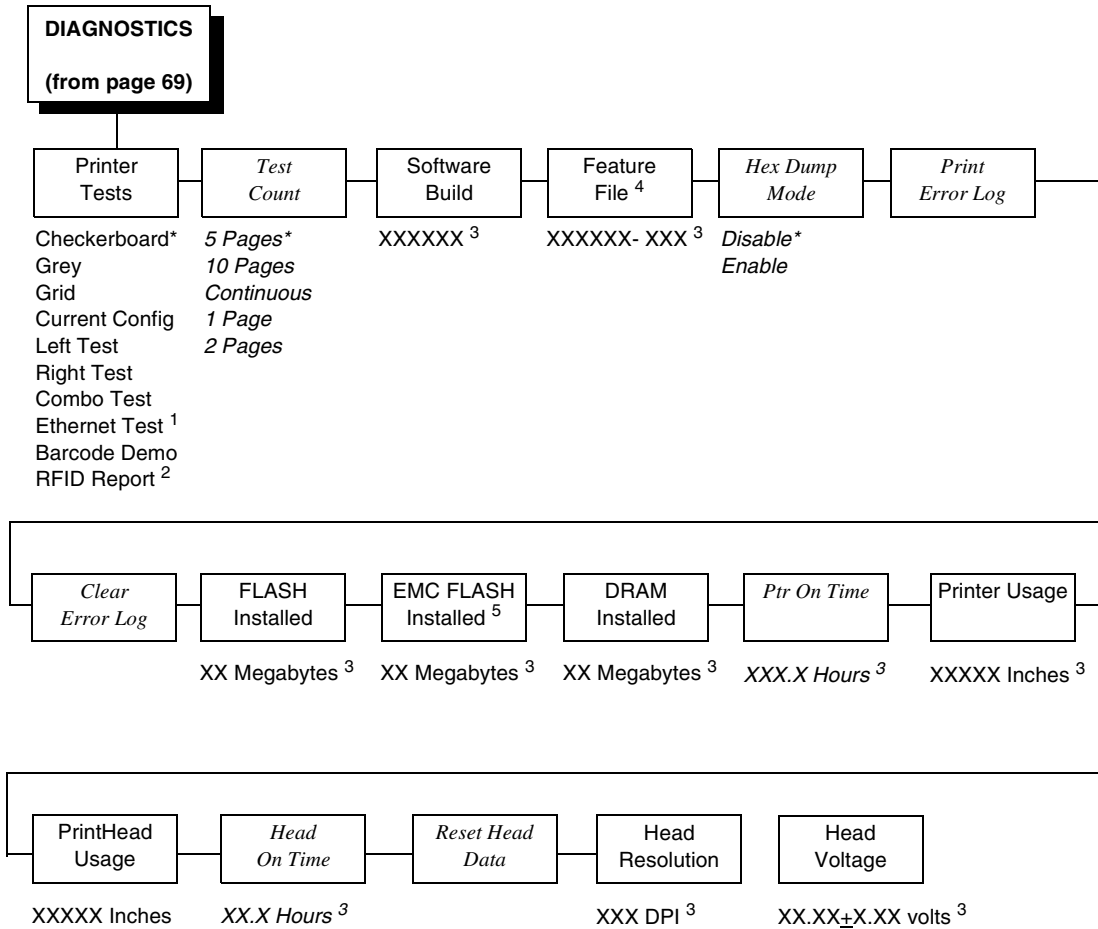 DIAGNOSTICS
(from page 69)
Printer
Tests
Checkerboard*
Grey
Grid
Current Config
Left Test
Right Test
Combo Test
Ethernet Test 1
Barcode Demo
RFID Report 2
Test
Count
5 Pages*
10 Pages
Continuous
1 Page
2 Pages
Software
Build
XXXXXX 3
Feature
File 4
XXXXXX- XXX 3
Hex Dump
Mode
Disable*
Enable
Print
Error Log
Clear
Error Log
FLASH
Installed
XX Megabytes 3
EMC FLASH
Installed 5
XX Megabytes 3
DRAM
Installed
XX Megabytes 3
Ptr On Time
XXX.X Hours 3
Printer Usage
XXXXX Inches 3
PrintHead
Usage
XXXXX Inches
Head
On Time
XX.X Hours 3
Reset Head
Data
Head
Resolution
XXX DPI 3
Head
Voltage
XX.XX±X.XX volts 3